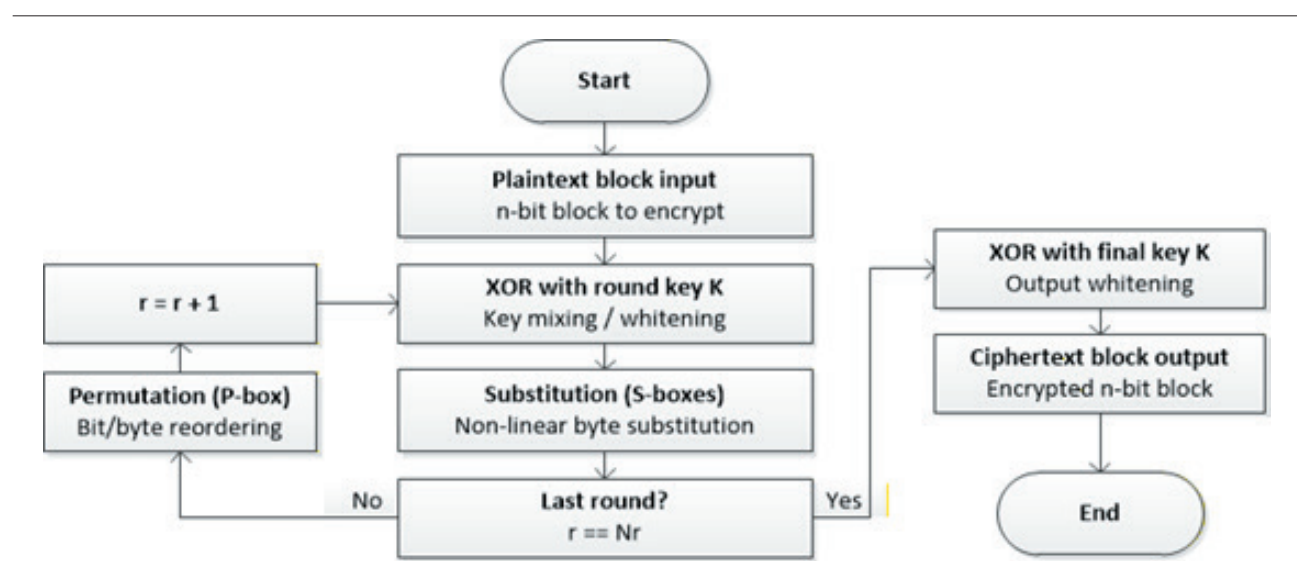 Start
Plaintext block input
n-bit block to encrypt
XOR with round key K
Key mixing / whitening
Substitution (S-boxes)
Non-linear byte substitution
Last round?
r == Nr
No
Permutation (P-box)
Bit/byte reordering
r = r + 1
Yes
XOR with final key K
Output whitening
Ciphertext block output
Encrypted n-bit block
End